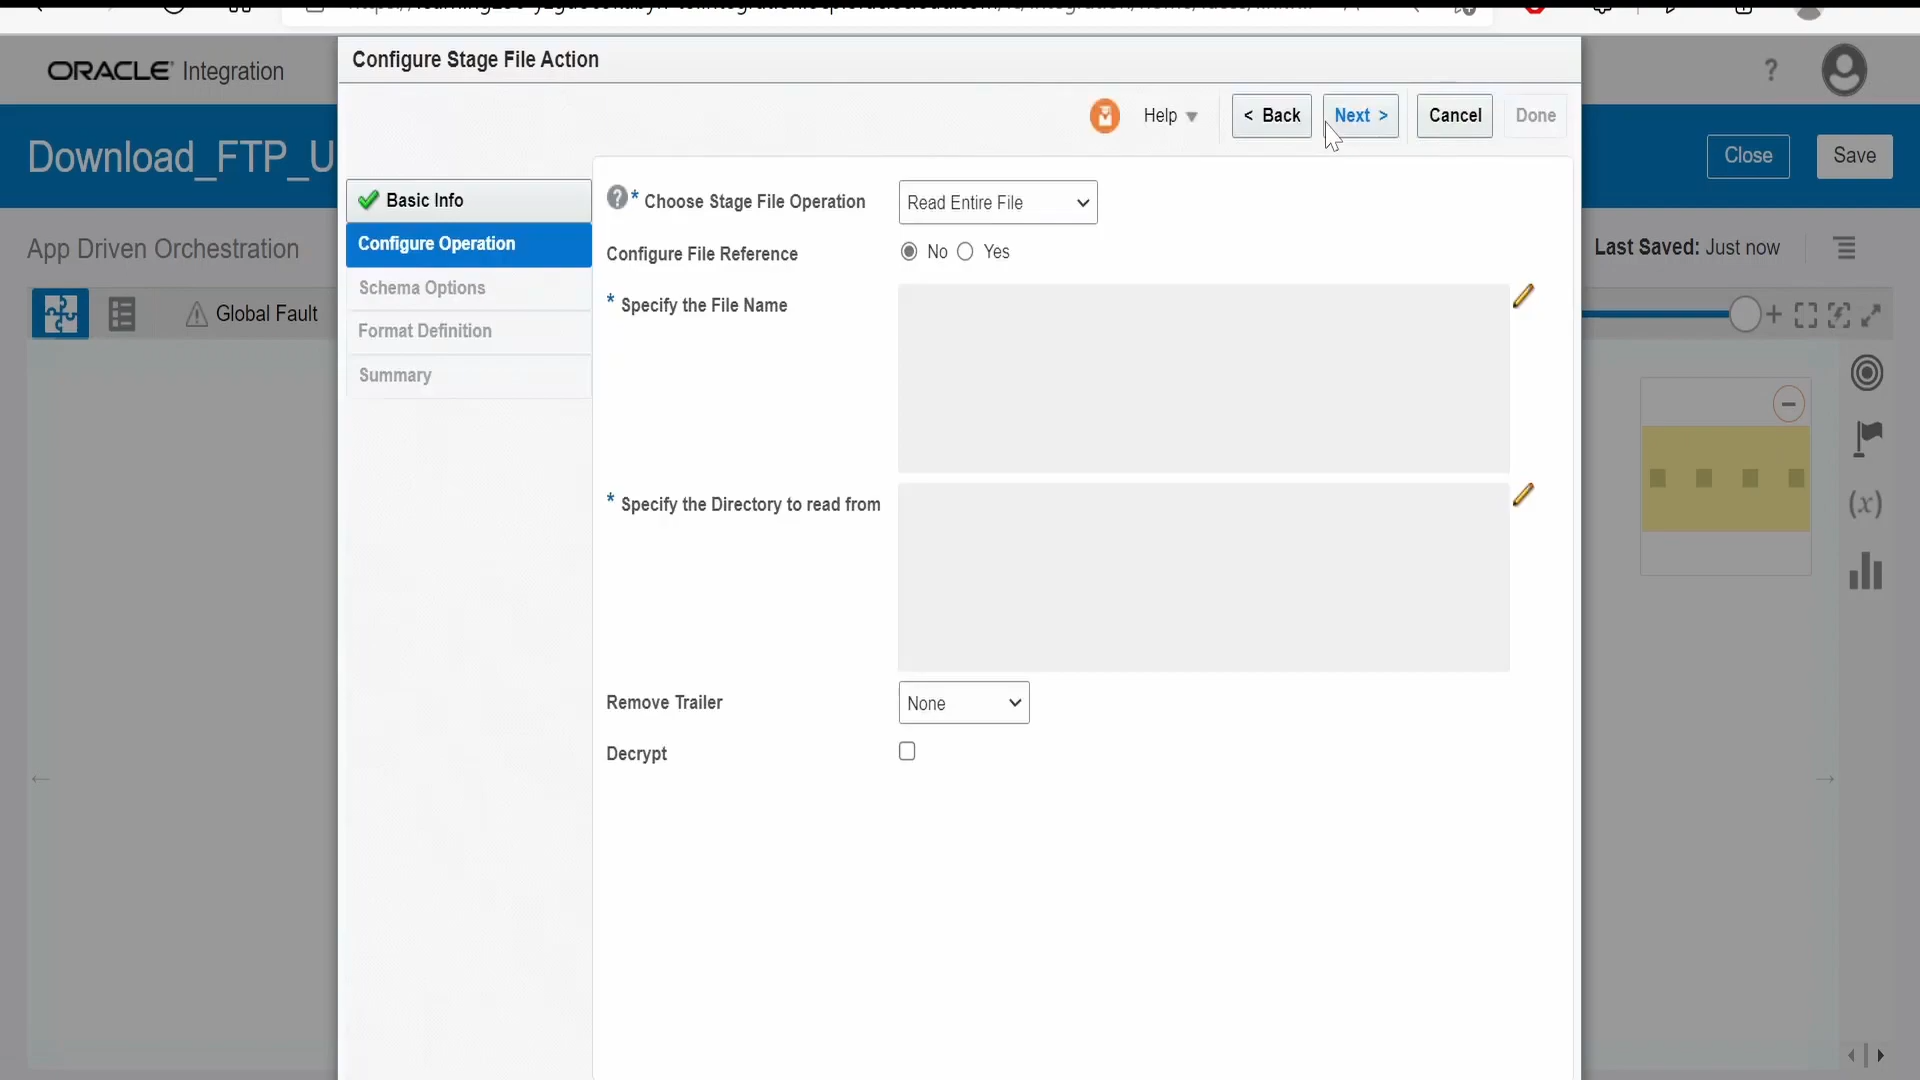 Configure Stage File Action
ORACLE Integration
?
Help
< Back
Next >
Cancel
Done
Download_FTP_U
Close
Save
Basic Info
Configure Operation
Schema Options
Format Definition
Summary
? * Choose Stage File Operation
Read Entire File
App Driven Orchestration
Last Saved: Just now
Configure File Reference
No
Yes
* Specify the File Name
Global Fault
(x)
* Specify the Directory to read from
Remove Trailer
None
Decrypt